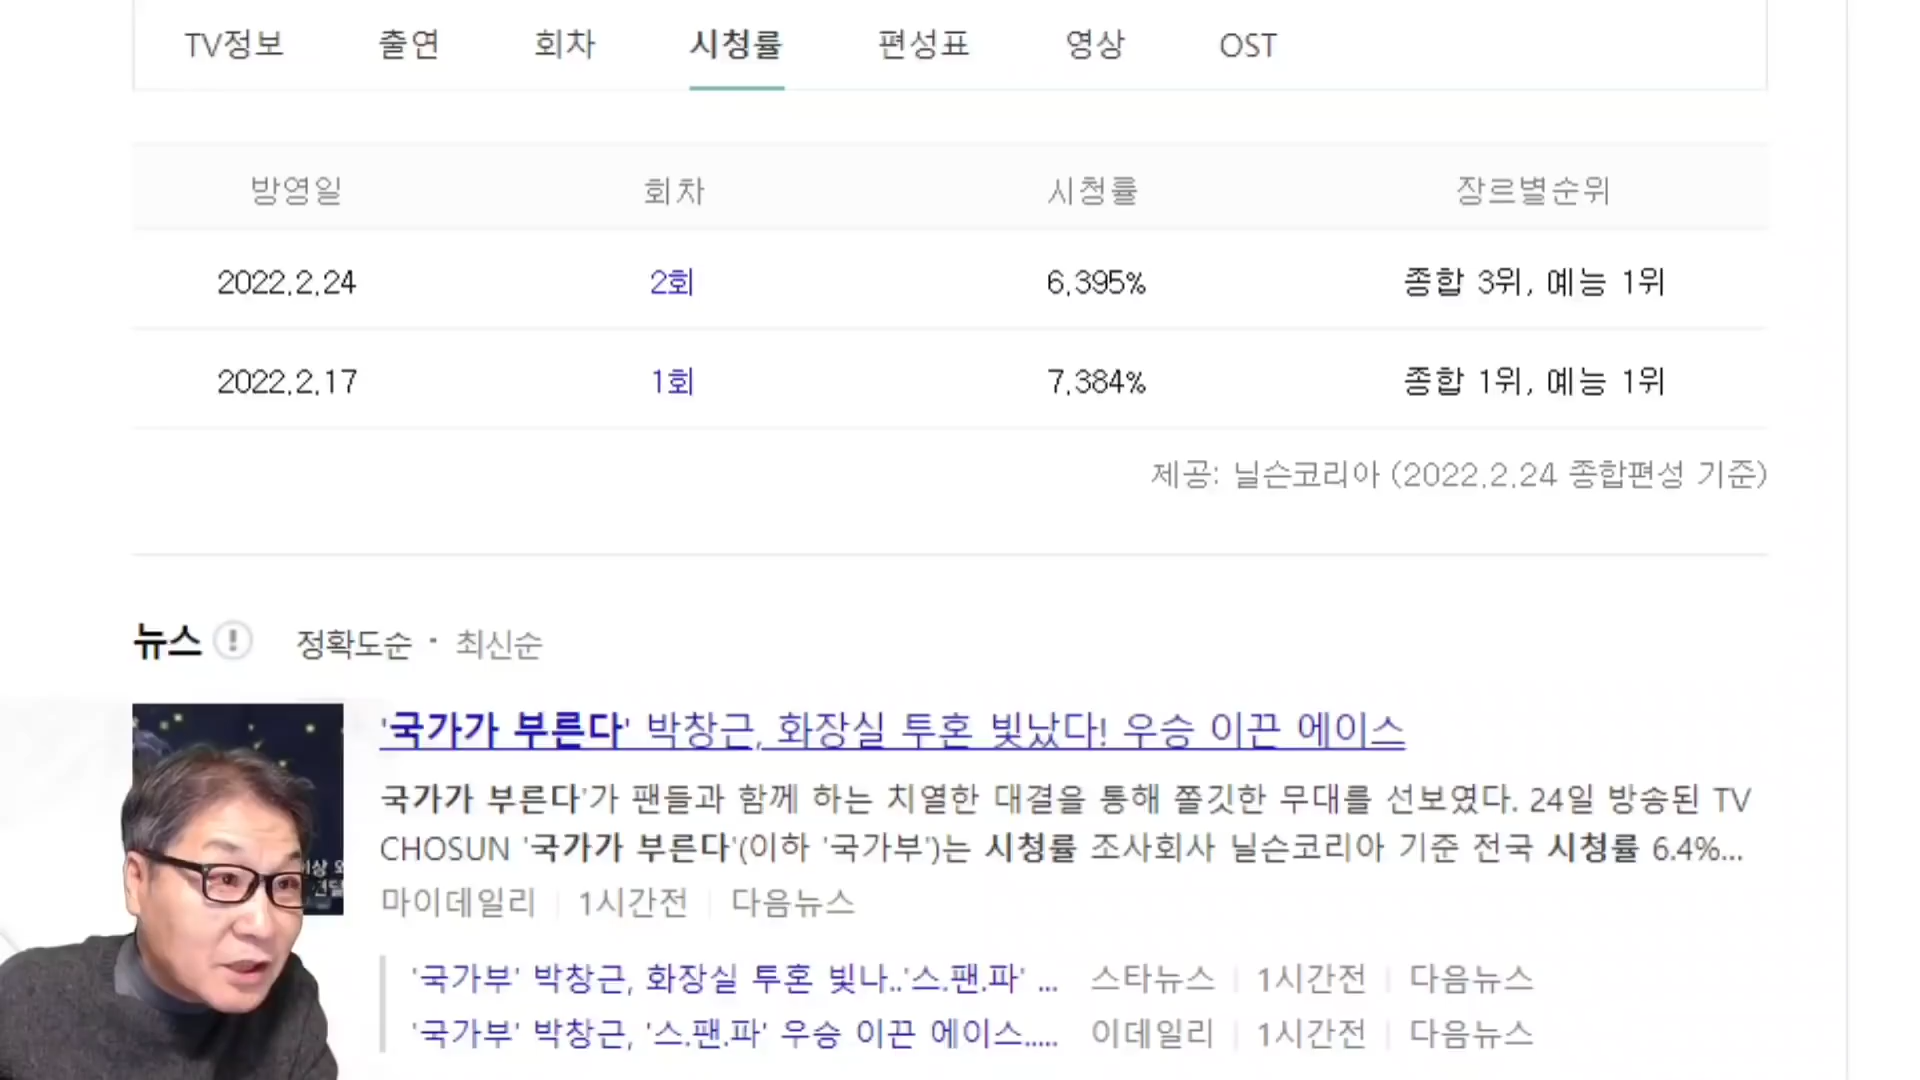 TV정보 출연 회차 시청률 편성표 영상 OST
방영일 회차 시청률 장르별순위
2022.2.24 2회 6.395% 종합 3위, 예능 1위
2022.2.17 1회 7.384% 종합 1위, 예능 1위
제공: 닐슨코리아 (2022.2.24 종합편성 기준)
뉴스 정확도순 · 최신순
'국가가 부른다' 박창근, 화장실 투혼 빛났다! 우승 이끈 에이스
국가가 부른다'가 팬들과 함께 하는 치열한 대결을 통해 쫄깃한 무대를 선보였다. 24일 방송된 TV
CHOSUN '국가가 부른다'(이하 '국가부')는 시청률 조사회사 닐슨코리아 기준 전국 시청률 6.4%...
마이데일리 1시간전 다음뉴스
'국가부' 박창근, 화장실 투혼 빛나..'스.팬.파' ... 스타뉴스 1시간전 다음뉴스
'국가부' 박창근, '스.팬.파' 우승 이끈 에이스..... 이데일리 1시간전 다음뉴스